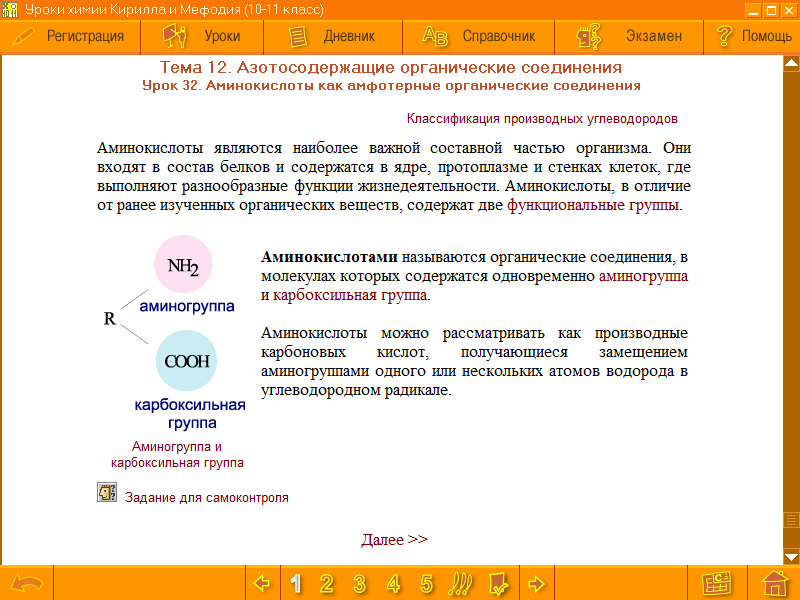 Уроки химии Кирилла и Мефодия (10-11 класс)
Регистрация Уроки Дневник Справочник Экзамен Помощь
Тема 12. Азотосодержащие органические соединения
Урок 32. Аминокислоты как амфотерные органические соединения
Классификация производных углеводородов
Аминокислоты являются наиболее важной составной частью организма. Они
входят в состав белков и содержатся в ядре, протоплазме и стенках клеток, где
выполняют разнообразные функции жизнедеятельности. Аминокислоты, в отличие
от ранее изученных органических веществ, содержат две функциональные группы.
NH2
аминогруппа
R
COOH
карбоксильная
группа
Аминогруппа и
карбоксильная группа
Аминокислотами называются органические соединения, в
молекулах которых содержатся одновременно аминогруппа
и карбоксильная группа.
Аминокислоты можно рассматривать как производные
карбоновых кислот, получающиеся замещением
аминогруппами одного или нескольких атомов водорода в
углеводородном радикале.
Задание для самоконтроля
Далее >>
1 2 3 4 5